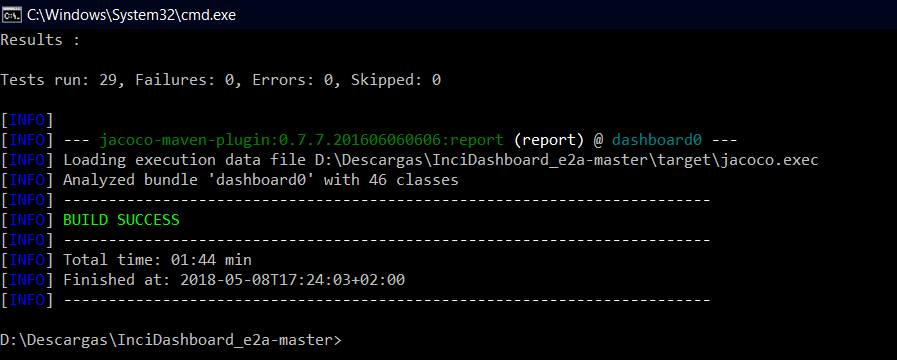 C:\Windows\System32\cmd.exe
Results :
Tests run: 29, Failures: 0, Errors: 0, Skipped: 0
[INFO]
[INFO] --- jacoco-maven-plugin:0.7.7.201606060606:report (report) @ dashboard0 ---
[INFO] Loading execution data file D:\Descargas\InciDashboard_e2a-master\target\jacoco.exec
[INFO] Analyzed bundle 'dashboard0' with 46 classes
[INFO] ------------------------------------------------------------------------
[INFO] BUILD SUCCESS
[INFO] ------------------------------------------------------------------------
[INFO] Total time: 01:44 min
[INFO] Finished at: 2018-05-08T17:24:03+02:00
[INFO] ------------------------------------------------------------------------
D:\Descargas\InciDashboard_e2a-master>